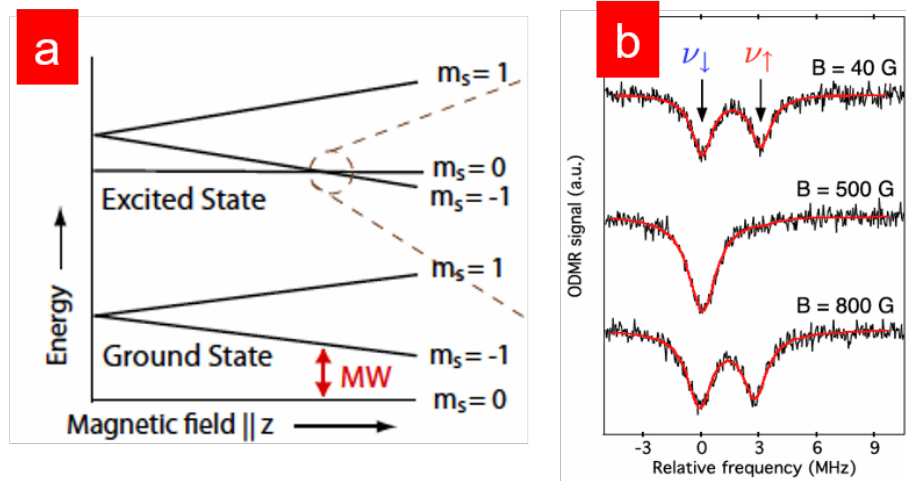 a
m_s = 1
m_s = 0
Excited State
m_s = -1
m_s = 1
Ground State
m_s = -1
MW
m_s = 0
Energy
Magnetic field || z
b
ν↓
ν↑
B = 40 G
B = 500 G
B = 800 G
ODMR signal (a.u.)
-3 0 3 6 9
Relative frequency (MHz)